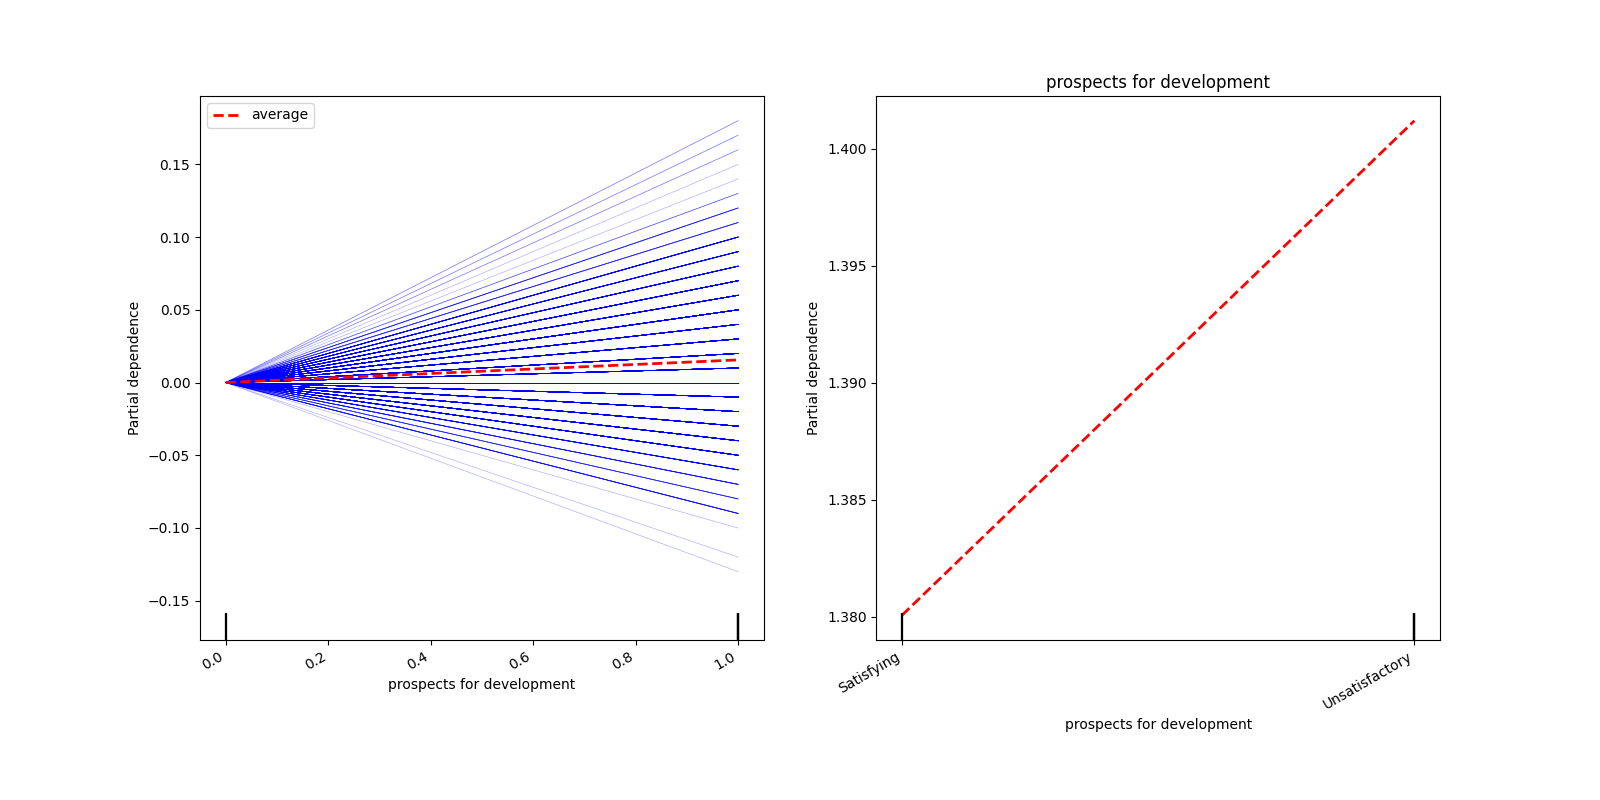 average
Partial dependence
0.15
0.10
0.05
0.00
−0.05
−0.10
−0.15
0.0
0.2
0.4
0.6
0.8
1.0
prospects for development
prospects for development
Partial dependence
1.400
1.395
1.390
1.385
1.380
Satisfying
Unsatisfactory
prospects for development